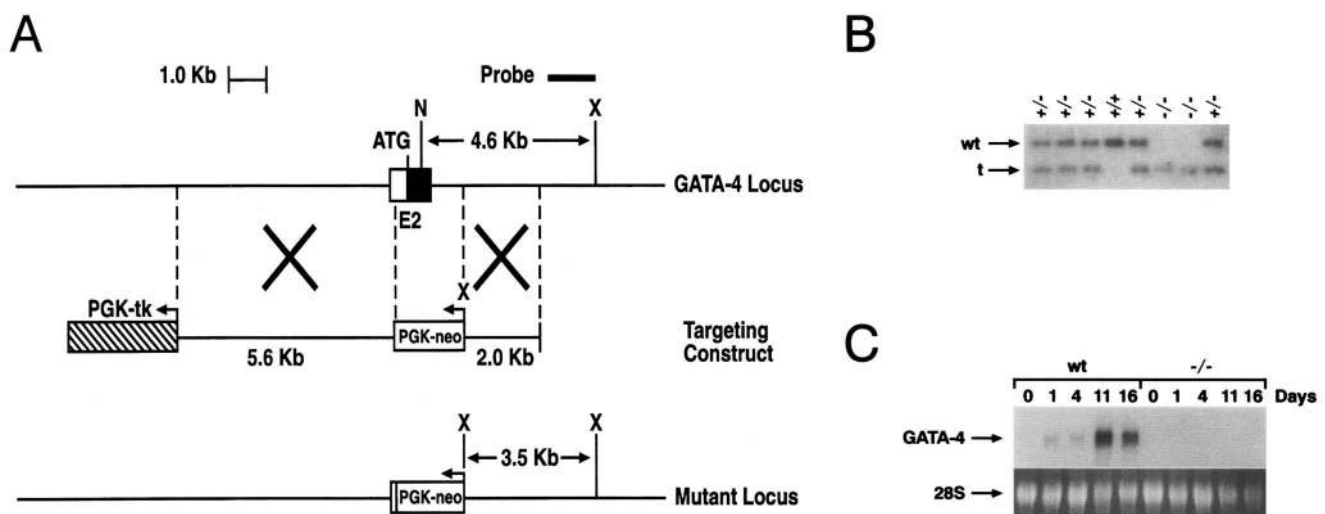 A
1.0 Kb
Probe
N
X
ATG
4.6 Kb
GATA-4 Locus
E2
X
PGK-tk
PGK-neo
5.6 Kb
2.0 Kb
Targeting
Construct
X
X
3.5 Kb
PGK-neo
Mutant Locus
B
+/- +/- +/- +/+ +/- -/- -/- +/-
wt
t
C
wt -/-
0 1 4 11 16 0 1 4 11 16 Days
GATA-4
28S